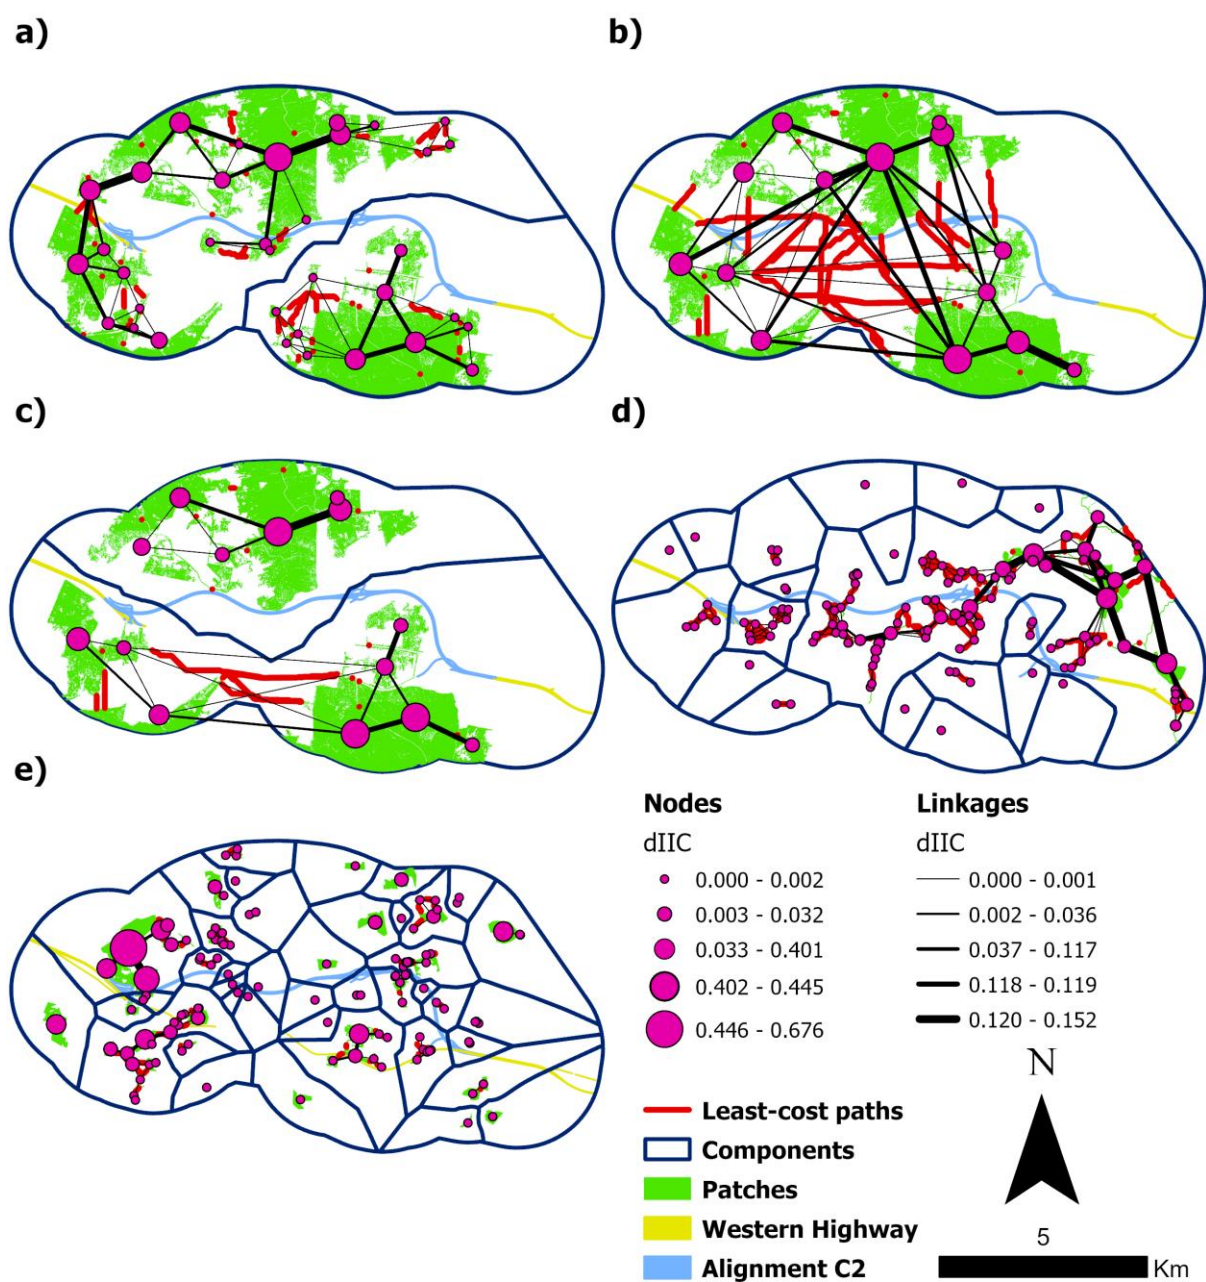 a)
b)
c)
d)
e)
Nodes
dIIC
0.000 - 0.002
0.003 - 0.032
0.033 - 0.401
0.402 - 0.445
0.446 - 0.676
Linkages
dIIC
0.000 - 0.001
0.002 - 0.036
0.037 - 0.117
0.118 - 0.119
0.120 - 0.152
Least-cost paths
Components
Patches
Western Highway
Alignment C2
N
5
Km